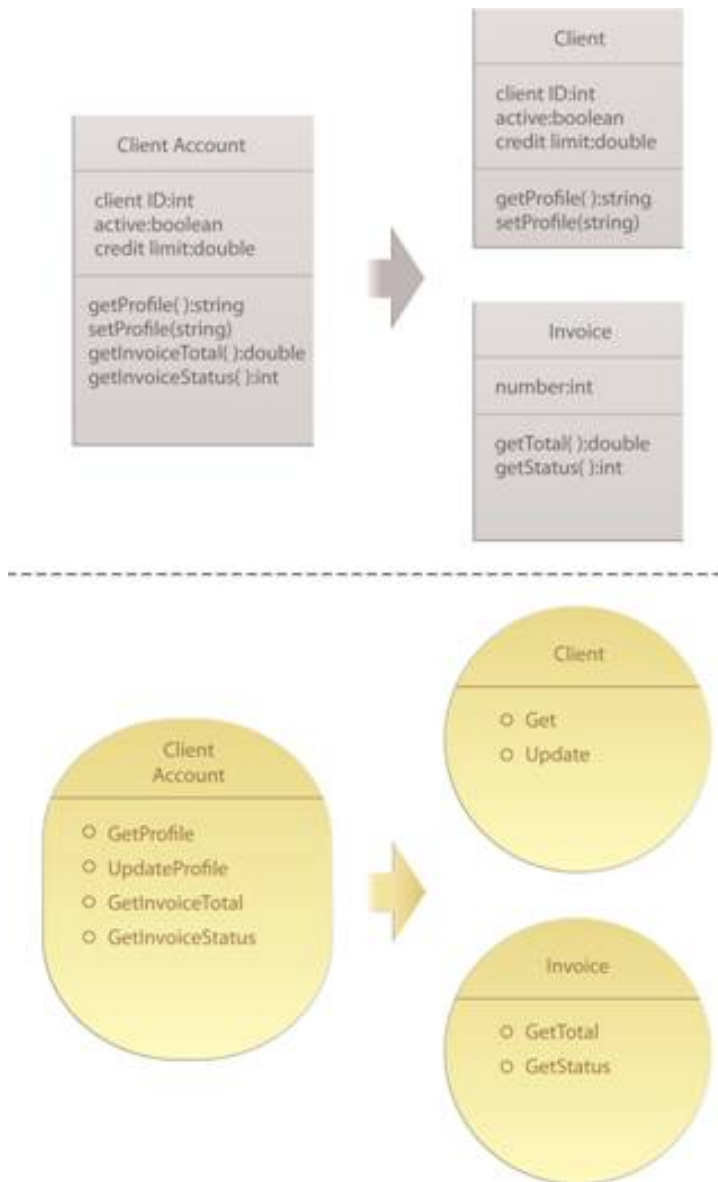 Client Account
client ID:int
active:boolean
credit limit:double
getProfile( ):string
setProfile(string)
getInvoiceTotal( ):double
getInvoiceStatus( ):int
Client
client ID:int
active:boolean
credit limit:double
getProfile( ):string
setProfile(string)
Invoice
number:int
getTotal( ):double
getStatus( ):int
Client
Account
GetProfile
UpdateProfile
GetInvoiceTotal
GetInvoiceStatus
Client
Get
Update
Invoice
GetTotal
GetStatus